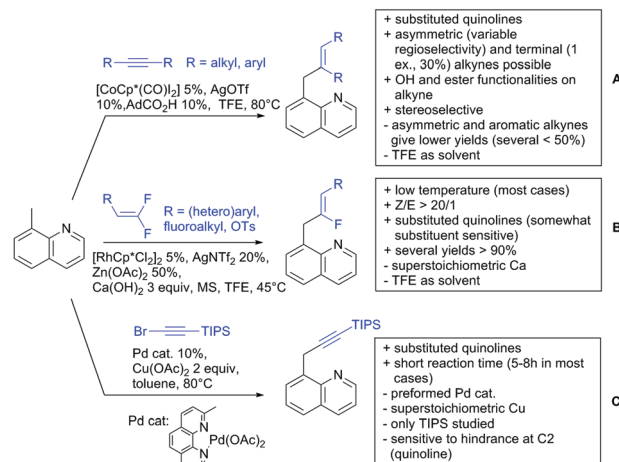 R R R = alkyl, aryl
[CoCp*(CO)I2] 5%, AgOTf
10%,AdCO2H 10%, TFE, 80°C
R
R
N
+ substituted quinolines
+ asymmetric (variable
regioselectivity) and terminal (1
ex., 30%) alkynes possible
+ OH and ester functionalities on
alkyne
+ stereoselective
- asymmetric and aromatic alkynes
give lower yields (several < 50%)
- TFE as solvent
A
N
R
F
F
R = (hetero)aryl,
fluoroalkyl, OTs
[RhCp*Cl2]2 5%, AgNTf2 20%,
Zn(OAc)2 50%,
Ca(OH)2 3 equiv, MS, TFE, 45°C
R
F
N
+ low temperature (most cases)
+ Z/E > 20/1
+ substituted quinolines (somewhat
substituent sensitive)
+ several yields > 90%
- superstoichiometric Ca
- TFE as solvent
B
Br TIPS
Pd cat. 10%,
Cu(OAc)2 2 equiv,
toluene, 80°C
Pd cat:
N
Pd(OAc)2
N
TIPS
N
+ substituted quinolines
+ short reaction time (5-8h in most
cases)
- preformed Pd cat.
- superstoichiometric Cu
- only TIPS studied
- sensitive to hindrance at C2
(quinoline)
C